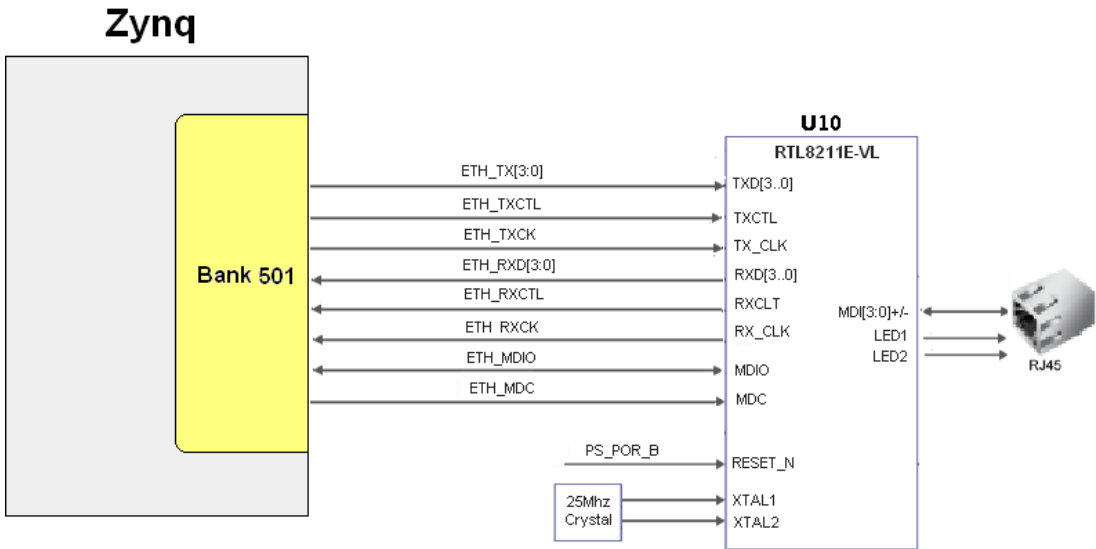 Zynq
U10
RTL8211E-VL
ETH_TX[3:0]
TXD[3..0]
ETH_TXCTL
TXCTL
ETH_TXCK
TX_CLK
ETH_RXD[3:0]
RXD[3..0]
Bank 501
ETH_RXCTL
RXCLT
MDI[3:0]+/-
ETH RXCK
RX_CLK
LED1
ETH_MDIO
MDIO
LED2
RJ45
ETH_MDC
MDC
PS_POR_B
RESET_N
25Mhz
Crystal
XTAL1
XTAL2